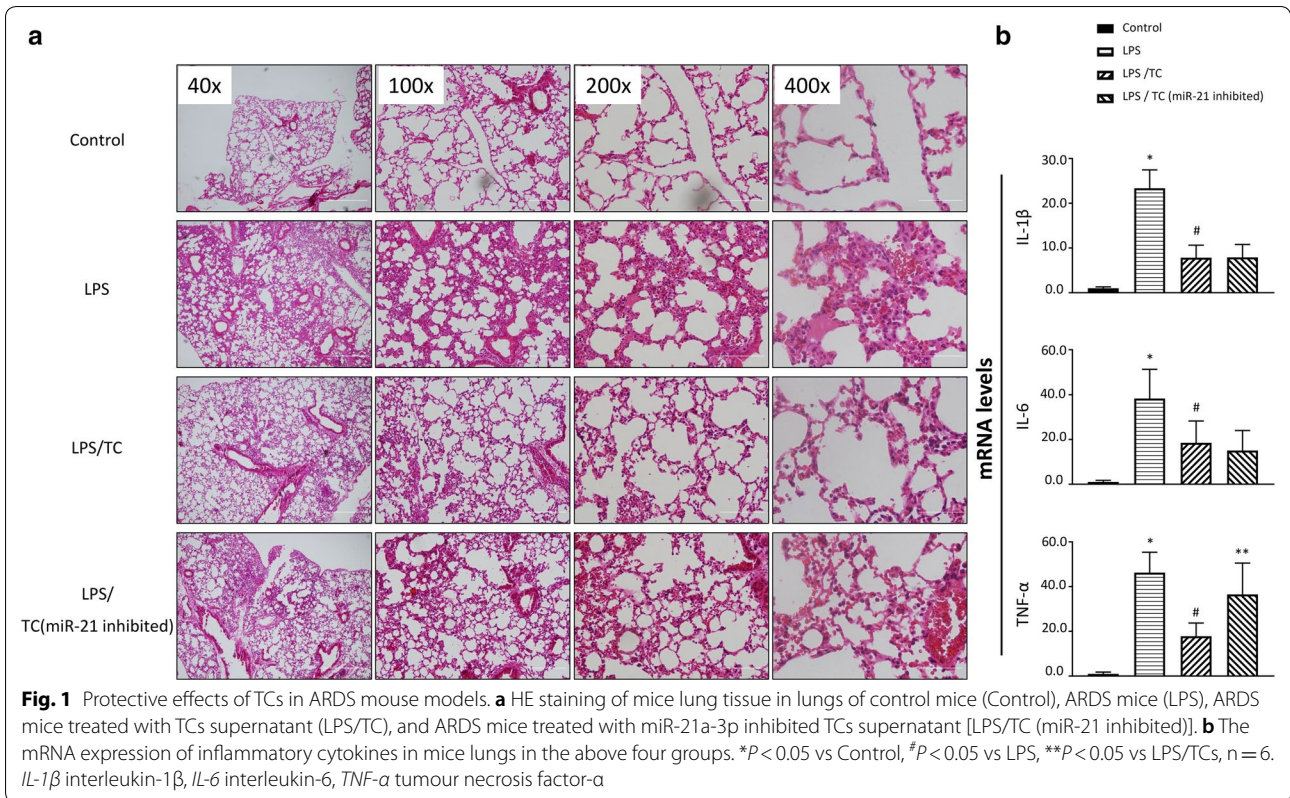 a
40x
100x
200x
400x
Control
LPS
LPS/TC
LPS/
TC(miR-21 inhibited)
b
Control
LPS
LPS /TC
LPS / TC (miR-21 inhibited)
mRNA levels
IL-1β
30.0
20.0
10.0
0.0
*
#
IL-6
60.0
40.0
20.0
0.0
*
#
TNF-α
60.0
40.0
20.0
0.0
*
#
**
Fig. 1 Protective effects of TCs in ARDS mouse models. a HE staining of mice lung tissue in lungs of control mice (Control), ARDS mice (LPS), ARDS
mice treated with TCs supernatant (LPS/TC), and ARDS mice treated with miR-21a-3p inhibited TCs supernatant [LPS/TC (miR-21 inhibited)]. b The
mRNA expression of inflammatory cytokines in mice lungs in the above four groups. *P < 0.05 vs Control, #P < 0.05 vs LPS, **P < 0.05 vs LPS/TCs, n = 6.
IL-1β interleukin-1β, IL-6 interleukin-6, TNF-α tumour necrosis factor-α